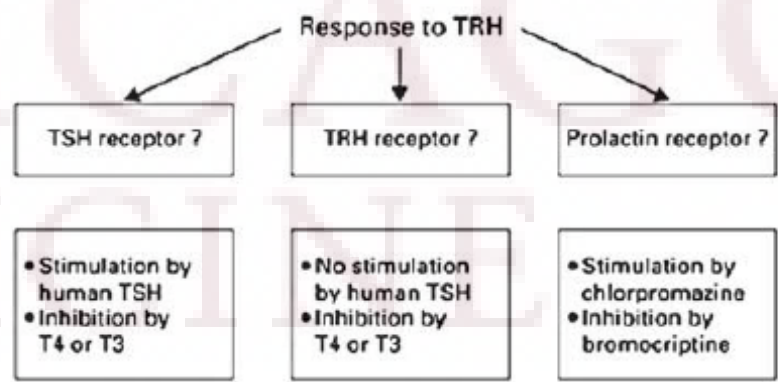 Response to TRH
TSH receptor ?
TRH receptor ?
Prolactin receptor ?
• Stimulation by
human TSH
• Inhibition by
T4 or T3
• No stimulation
by human TSH
• Inhibition by
T4 or T3
• Stimulation by
chlorpromazine
• Inhibition by
bromocriptine